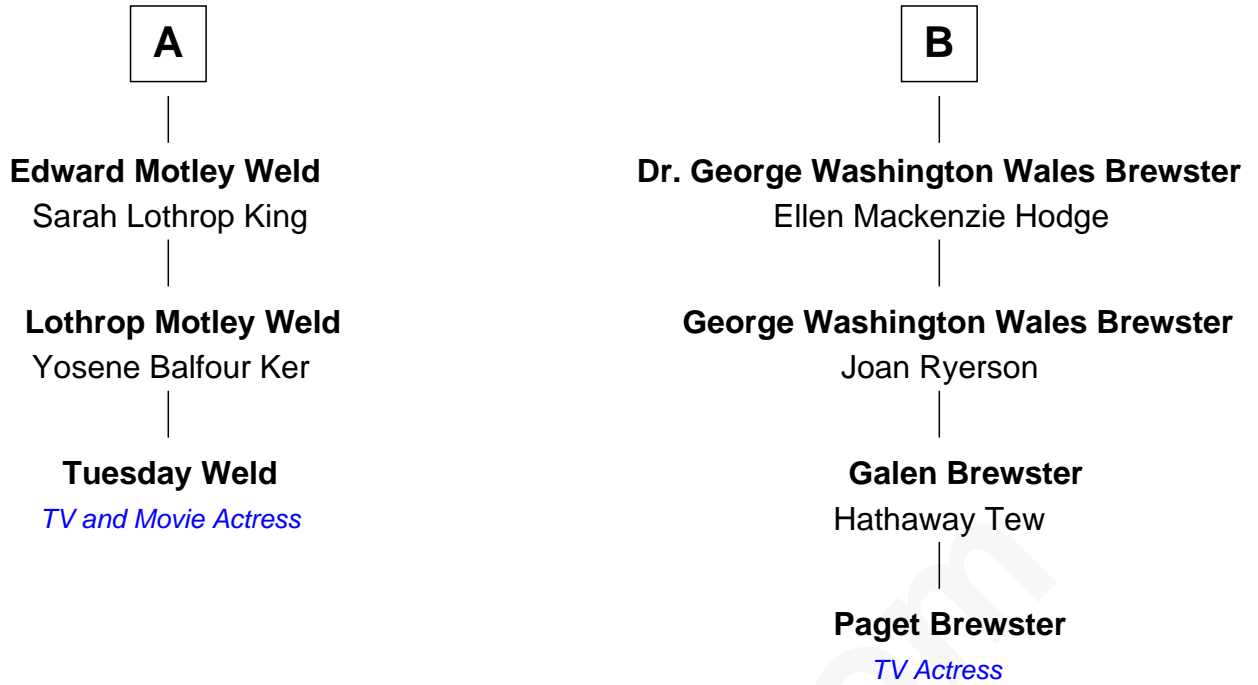 A
Edward Motley Weld
Sarah Lothrop King
Lothrop Motley Weld
Yosene Balfour Ker
Tuesday Weld
TV and Movie Actress
B
Dr. George Washington Wales Brewster
Ellen Mackenzie Hodge
George Washington Wales Brewster
Joan Ryerson
Galen Brewster
Hathaway Tew
Paget Brewster
TV Actress
om